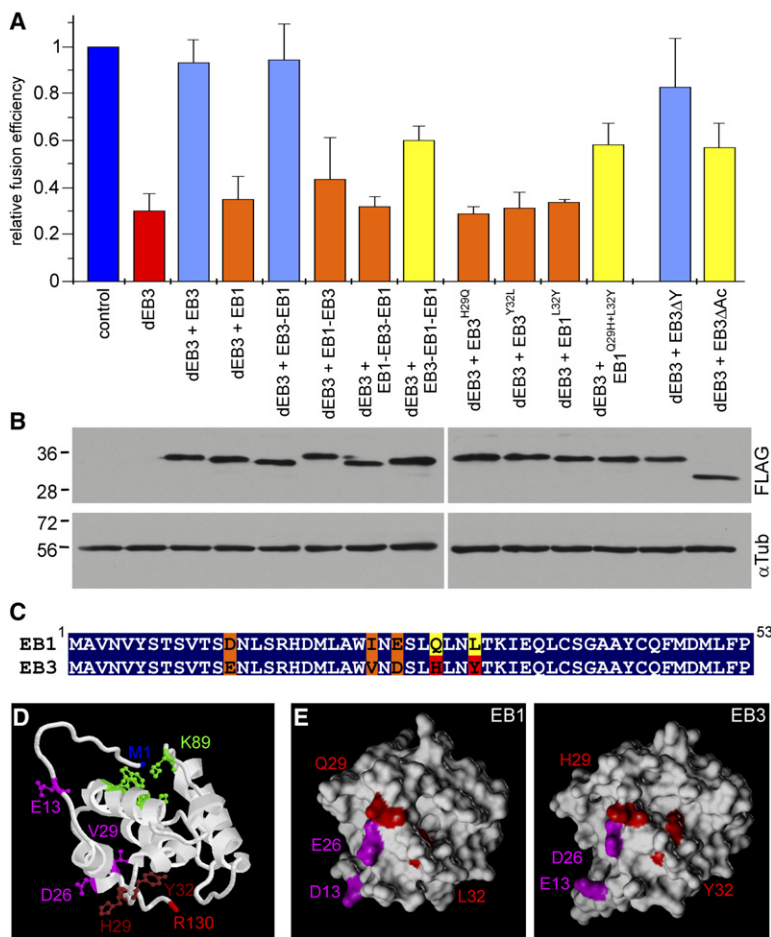 A
relative fusion efficiency
1
0.8
0.6
0.4
0.2
0
control
dEB3
dEB3 + EB3
dEB3 + EB1
dEB3 + EB3-EB1
dEB3 + EB1-EB3
dEB3 +
EB1-EB3-EB1
dEB3 +
EB3-EB1-EB1
dEB3 + EB3H29Q
dEB3 + EB3Y32L
dEB3 + EB1L32Y
dEB3 +
EB1Q29H+L32Y
dEB3 + EB3ΔY
dEB3 + EB3ΔAc
B
36
28
FLAG
72
56
αTub
C
1 53
EB1 MAVNVYSTSVTSDNLSRHDMLAWINESLQLNLTKIEQLCSGAAYCQFMDMLFP
EB3 MAVNVYSTSVTSENLSRHDMLAWVNDSLHLNYTKIEQLCSGAAYCQFMDMLFP
D
M1
K89
E13
V29
D26
Y32
H29
R130
E
EB1
Q29
E26
D13
L32
EB3
H29
D26
E13
Y32